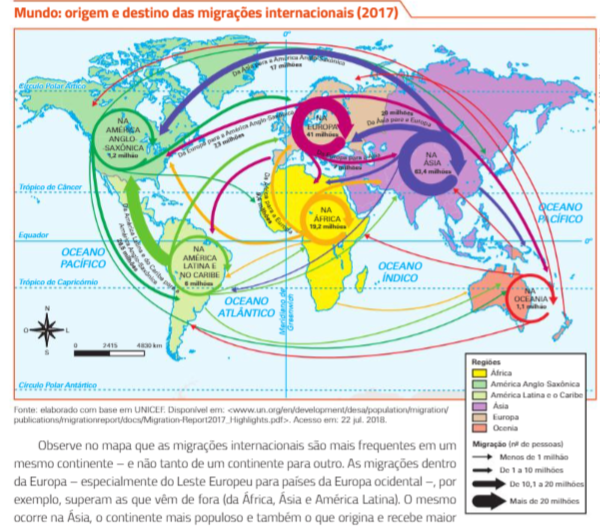 Mundo: origem e destino das migrações internacionais (2017)
0°
Da Ásia para a América Anglo-Saxônica
17 milhões
Círculo Polar Ártico
NA
AMÉRICA
ANGLO
SAXÔNICA
1,2 milhão
Da Europa para a América Anglo-Saxônica
7,5 milhões
NA
EUROPA
41 milhões
20 milhões
Da Ásia para a Europa
NA
ÁSIA
63,4 milhões
Trópico de Câncer
OCEANO
PACÍFICO
NA
ÁFRICA
19,2 milhões
Equador
0°
OCEANO
PACÍFICO
NA
AMÉRICA
LATINA E
NO CARIBE
6 milhões
OCEANO
ÍNDICO
Trópico de Capricórnio
OCEANO
ATLÂNTICO
Meridiano de
Greenwich
NA
OCEANIA
1,1 milhão
N
O
L
S
0 2415 4830 km
Círculo Polar Antártico
Regiões
África
América Anglo Saxônica
América Latina e o Caribe
Ásia
Europa
Ocenia
Migração (nº de pessoas)
Menos de 1 milhão
De 1 a 10 milhões
De 10,1 a 20 milhões
Mais de 20 milhões
Fonte: elaborado com base em UNICEF. Disponível em: <www.un.org/en/development/desa/population/migration/
publications/migrationreport/docs/Migration-Report2017_Highlights.pdf>. Acesso em: 22 jul. 2018.
Observe no mapa que as migrações internacionais são mais frequentes em um
mesmo continente – e não tanto de um continente para outro. As migrações dentro
da Europa – especialmente do Leste Europeu para países da Europa ocidental –, por
exemplo, superam as que vêm de fora (da África, Ásia e América Latina). O mesmo
ocorre na Ásia, o continente mais populoso e também o que origina e recebe maior